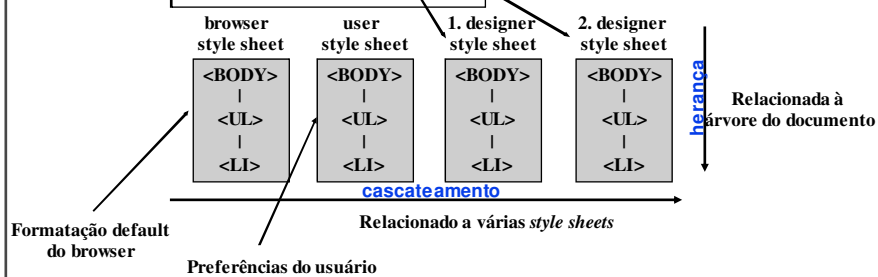 browser user 1. designer 2. designer
style sheet style sheet style sheet style sheet
<BODY> <BODY> <BODY> <BODY>
<UL> <UL> <UL> <UL>
<LI> <LI> <LI> <LI>
herança
Relacionada à
árvore do documento
cascateamento
Relacionado a várias style sheets
Formatação default
do browser
Preferências do usuário